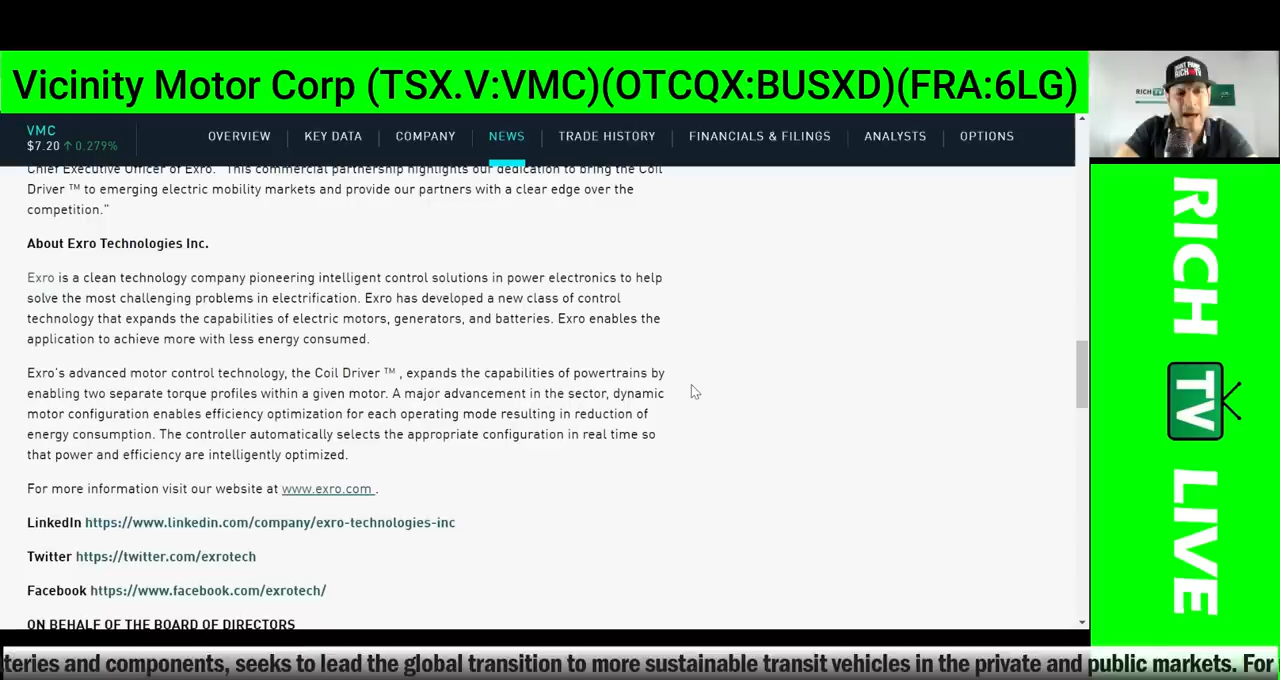 Vicinity Motor Corp (TSX.V:VMC)(OTCQX:BUSXD)(FRA:6LG)
VMC
$7.20 ↑ 0.279%
OVERVIEW
KEY DATA
COMPANY
NEWS
TRADE HISTORY
FINANCIALS & FILINGS
ANALYSTS
OPTIONS
Chief Executive Officer of Exro. "This commercial partnership highlights our dedication to bring the Coil
Driver ™ to emerging electric mobility markets and provide our partners with a clear edge over the
competition."
About Exro Technologies Inc.
Exro is a clean technology company pioneering intelligent control solutions in power electronics to help
solve the most challenging problems in electrification. Exro has developed a new class of control
technology that expands the capabilities of electric motors, generators, and batteries. Exro enables the
application to achieve more with less energy consumed.
Exro's advanced motor control technology, the Coil Driver ™ , expands the capabilities of powertrains by
enabling two separate torque profiles within a given motor. A major advancement in the sector, dynamic
motor configuration enables efficiency optimization for each operating mode resulting in reduction of
energy consumption. The controller automatically selects the appropriate configuration in real time so
that power and efficiency are intelligently optimized.
For more information visit our website at www.exro.com .
LinkedIn https://www.linkedin.com/company/exro-technologies-inc
Twitter https://twitter.com/exrotech
Facebook https://www.facebook.com/exrotech/
ON BEHALF OF THE BOARD OF DIRECTORS
RICH
TV
LIVE
teries and components, seeks to lead the global transition to more sustainable transit vehicles in the private and public markets. For